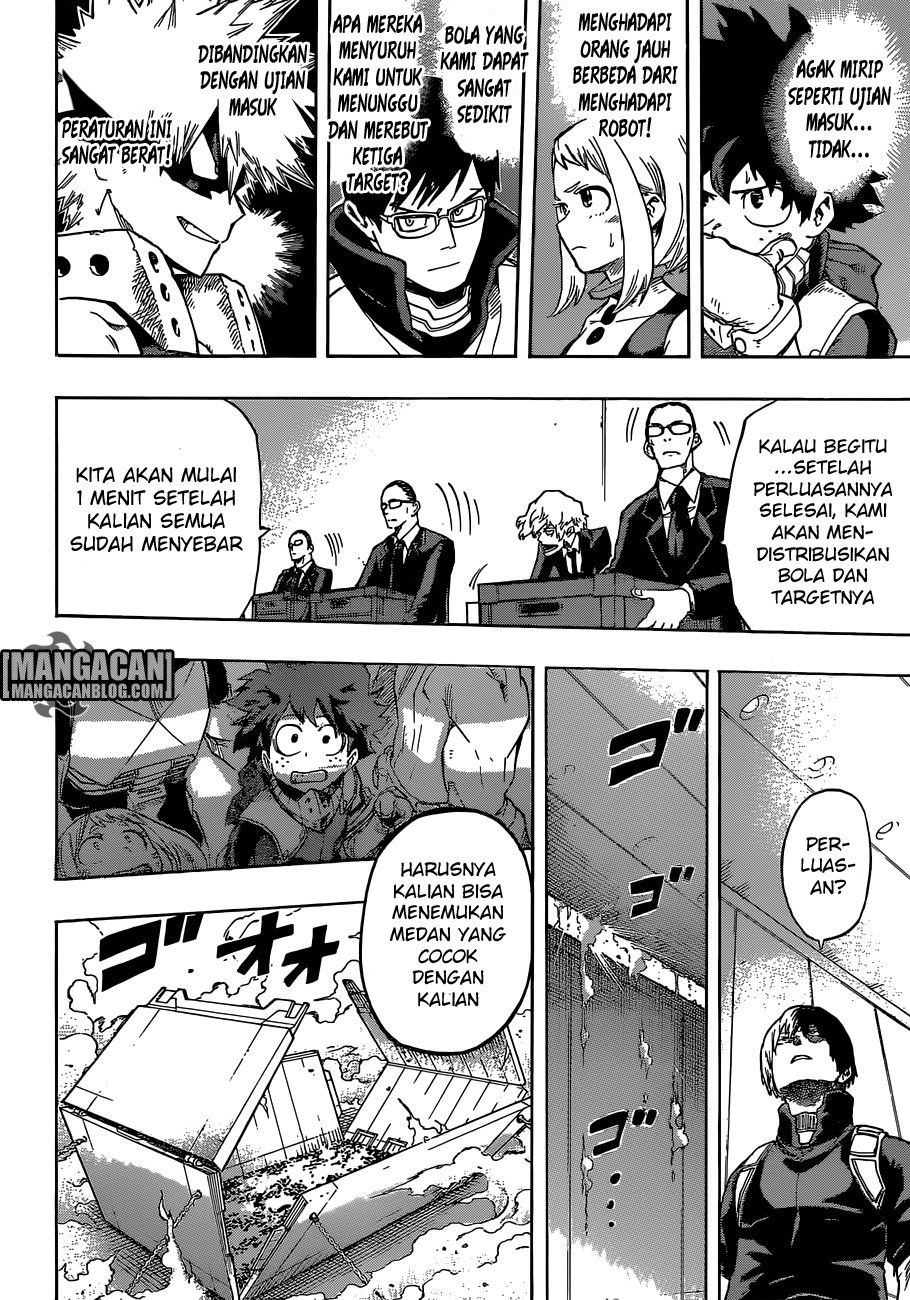 AGAK MIRIP
SEPERTI UJIAN
MASUK...
TIDAK...
MENGHADAPI
ORANG JAUH
BERBEDA DARI
MENGHADAPI
ROBOT!
BOLA YANG
KAMI DAPAT
SANGAT
SEDIKIT
APA MEREKA
MENYURUH
KAMI UNTUK
MENUNGGU
DAN MEREBUT
KETIGA
TARGET?
DIBANDINGKAN
DENGAN UJIAN
MASUK
PERATURAN INI
SANGAT BERAT!
KALAU BEGITU
...SETELAH
PERLUASANNYA
SELESAI, KAMI
AKAN MEN-
DISTRIBUSIKAN
BOLA DAN
TARGETNYA
KITA AKAN MULAI
1 MENIT SETELAH
KALIAN SEMUA
SUDAH MENYEBAR
PER-
LUAS-
AN?
ゴ
ゴ
ゴ...
HARUSNYA
KALIAN BISA
MENEMUKAN
MEDAN YANG
COCOK
DENGAN
KALIAN
ゴオォ
MANGACAN
MANGACANBLOG.COM